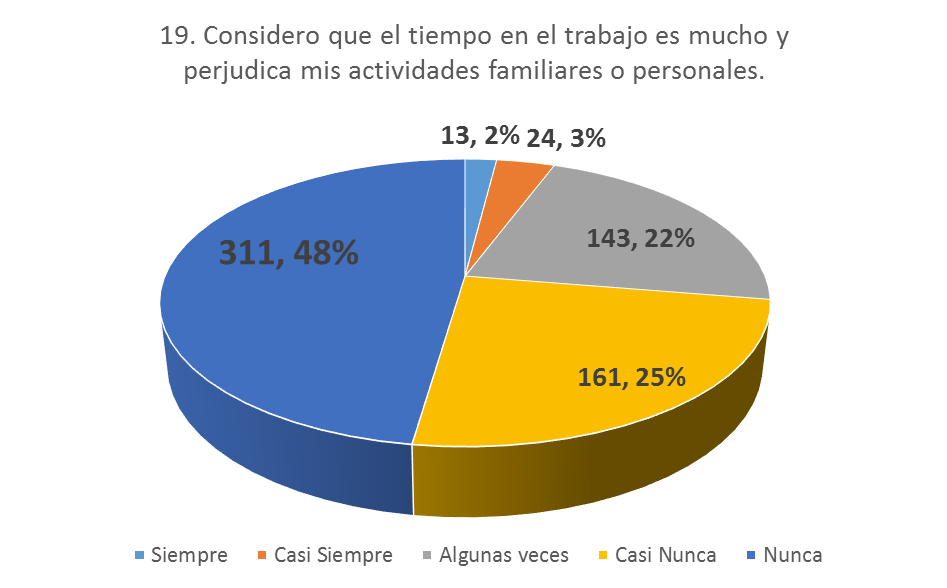 19. Considero que el tiempo en el trabajo es mucho y
perjudica mis actividades familiares o personales.
13, 2%
24, 3%
143, 22%
311, 48%
161, 25%
Siempre
Casi Siempre
Algunas veces
Casi Nunca
Nunca